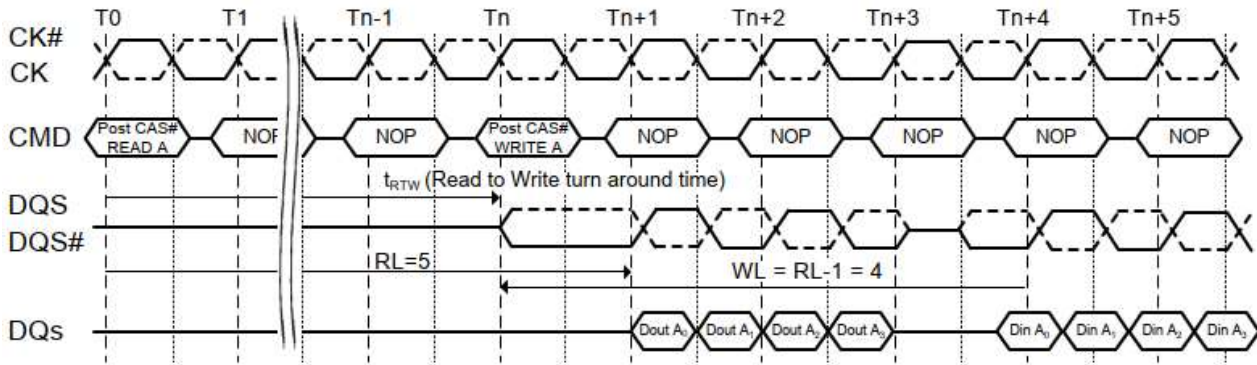 T0 T1 Tn-1 Tn Tn+1 Tn+2 Tn+3 Tn+4 Tn+5
CK#
CK
CMD
Post CAS#
READ A
NOP
NOP
Post CAS#
WRITE A
NOP
NOP
NOP
NOP
NOP
tRTW (Read to Write turn around time)
DQS
DQS#
RL=5
WL = RL-1 = 4
DQs
Dout A0 Dout A1 Dout A2 Dout A3 Din A0 Din A1 Din A2 Din A3